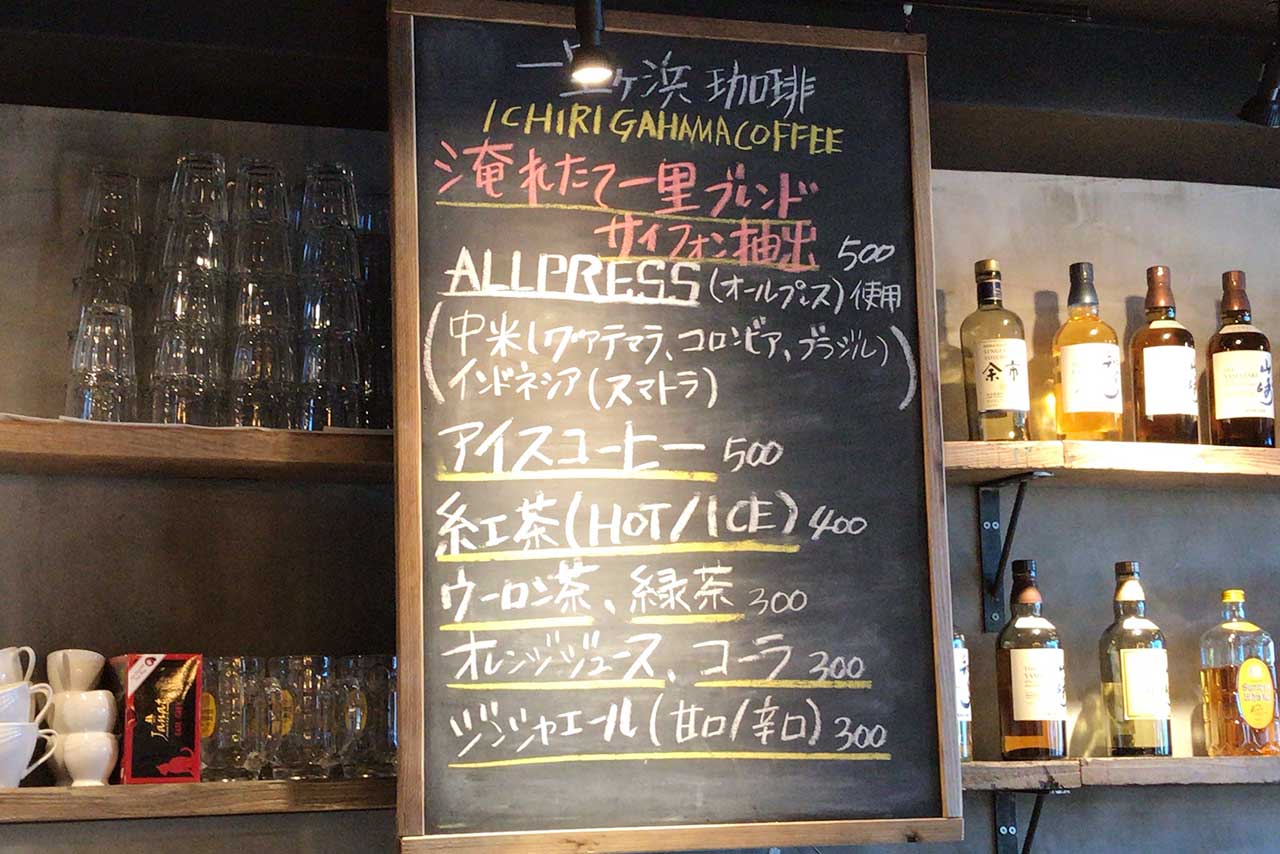 一里ヶ浜 珈琲
ICHIRIGAHAMA COFFEE
淹れたて一里ブレンド
サイフォン抽出 500
ALLPRESS (オールプレス) 使用
(中米(グアテマラ、コロンビア、ブラジル)
インドネシア(スマトラ))
アイスコーヒー 500
紅茶(HOT/ICE) 400
ウーロン茶、緑茶 300
オレンジジュース、コーラ 300
ジンジャエール(甘口/辛口) 300
余市
山崎
Janat